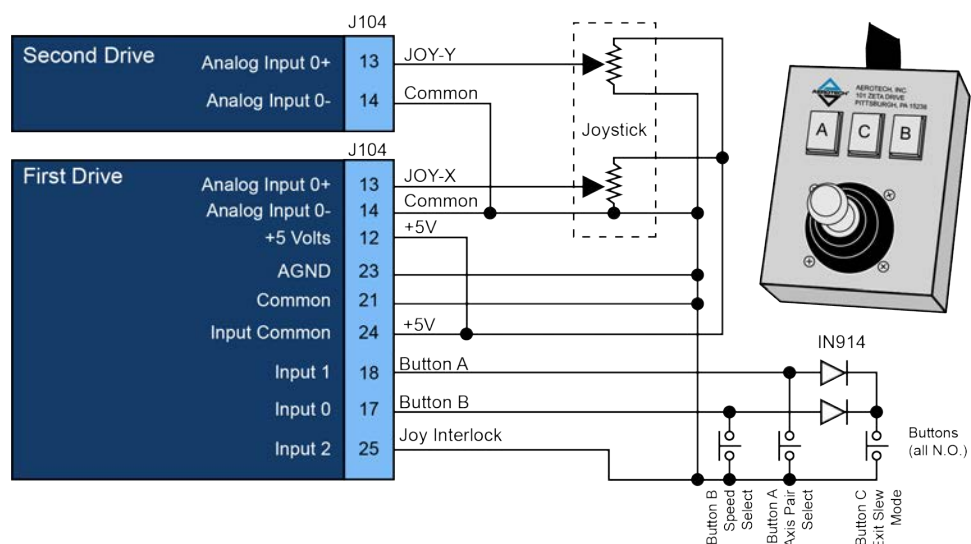 J104
Second Drive
Analog Input 0+
13
JOY-Y
Analog Input 0-
14
Common
Joystick
J104
First Drive
Analog Input 0+
13
JOY-X
Analog Input 0-
14
Common
+5 Volts
12
+5V
AGND
23
Common
21
Input Common
24
+5V
Input 1
18
Button A
Input 0
17
Button B
Input 2
25
Joy Interlock
AEROTECH
AEROTECH, INC.
101 ZETA DRIVE
PITTSBURGH, PA 15238
A
C
B
IN914
Buttons
(all N.O.)
Button B
Speed
Select
Button A
Axis Pair
Select
Button C
Exit Slew
Mode